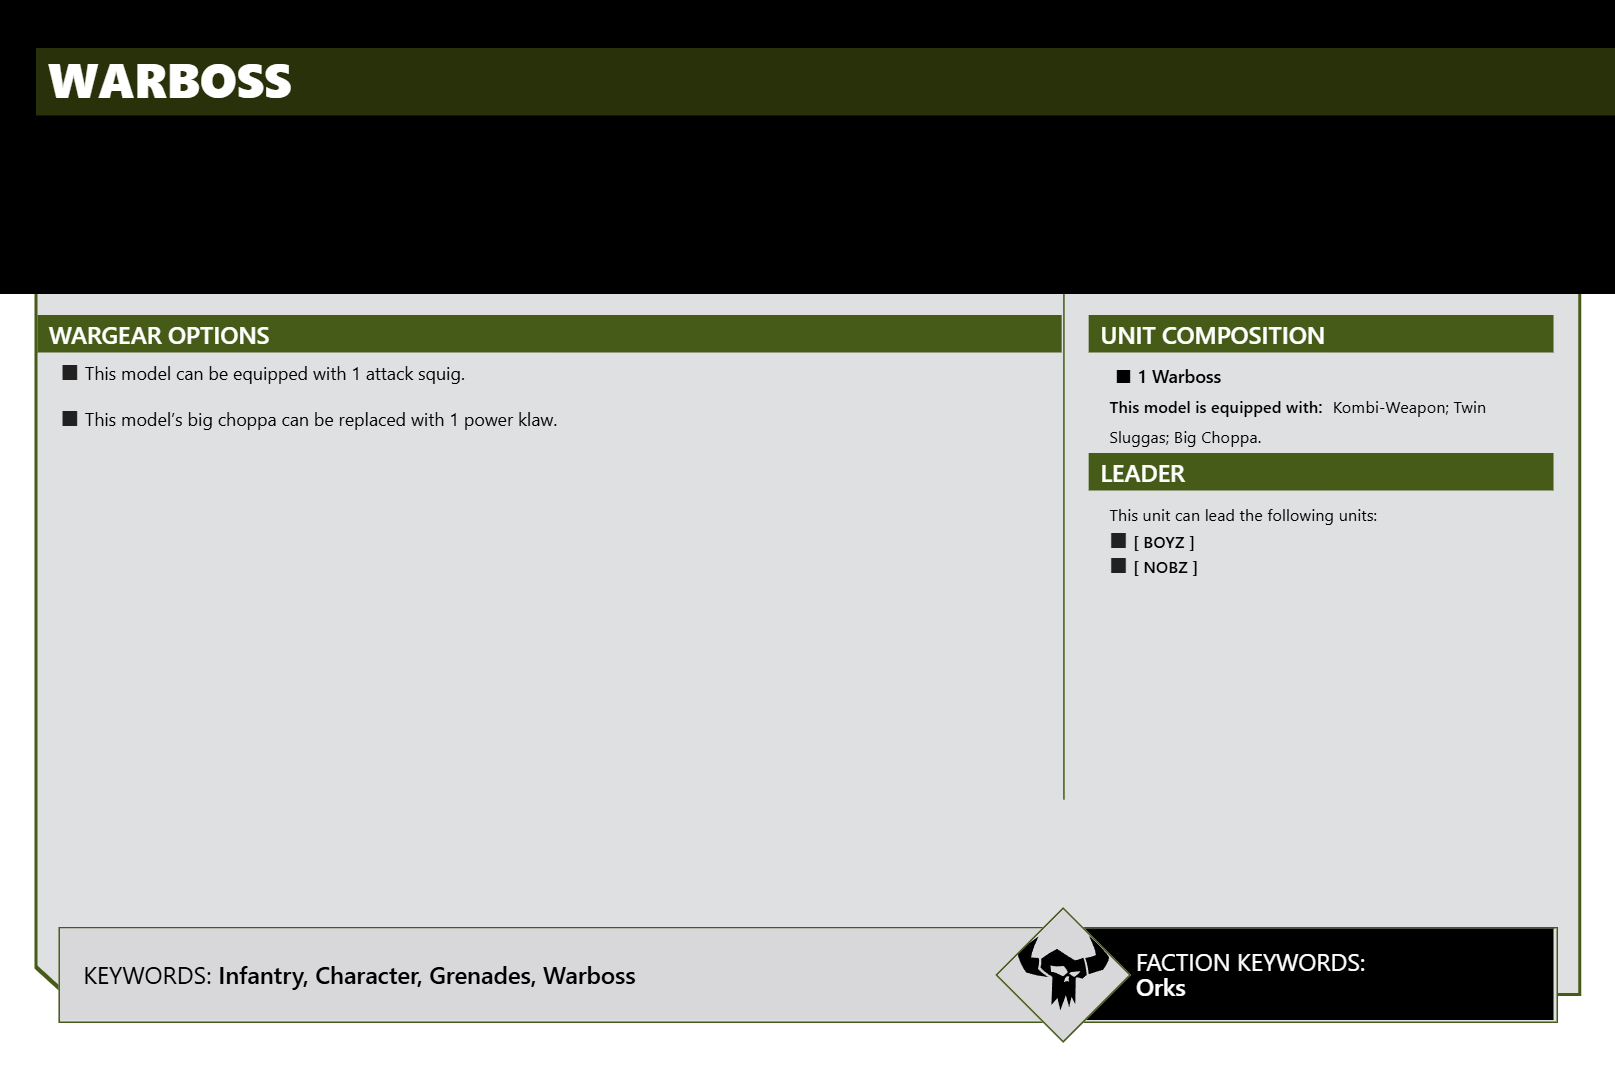 WARBOSS
WARGEAR OPTIONS
■ This model can be equipped with 1 attack squig.
■ This model’s big choppa can be replaced with 1 power klaw.
UNIT COMPOSITION
■ 1 Warboss
This model is equipped with: Kombi-Weapon; Twin
Sluggas; Big Choppa.
LEADER
This unit can lead the following units:
■ [ BOYZ ]
■ [ NOBZ ]
KEYWORDS: Infantry, Character, Grenades, Warboss
FACTION KEYWORDS:
Orks